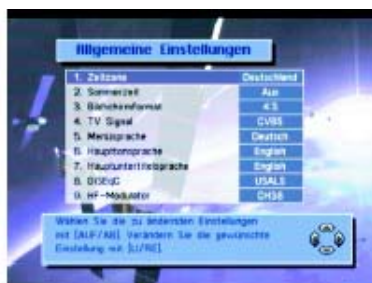 Allgemeine Einstellungen
1. Zeitzone Deutschland
2. Sommerzeit Aus
3. Bildschirmformat 4:3
4. TV Signal CVBS
5. Menüsprache Deutsch
6. Haupttonsprache English
7. Hauptuntertitelsprache English
8. DiSEqC USALS
9. HF-Modulator CH38
Wählen Sie die zu ändernden Einstellungen
mit [AUF/AB]. Verändern Sie die gewünschte
Einstellung mit [LI/RE].